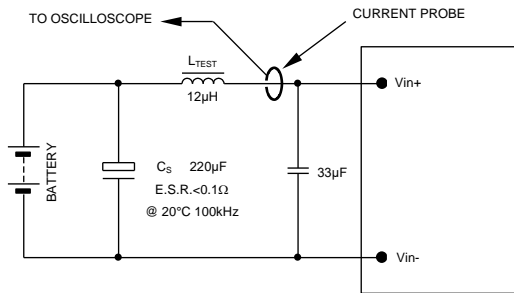 TO OSCILLOSCOPE
CURRENT PROBE
LTEST
12µH
Vin+
BATTERY
CS 220µF
E.S.R.<0.1Ω
@ 20°C 100kHz
33µF
Vin-